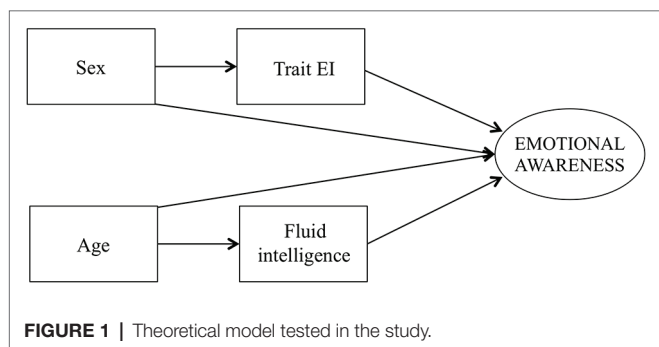 Sex
Trait EI
EMOTIONAL
AWARENESS
Age
Fluid
intelligence
FIGURE 1 | Theoretical model tested in the study.